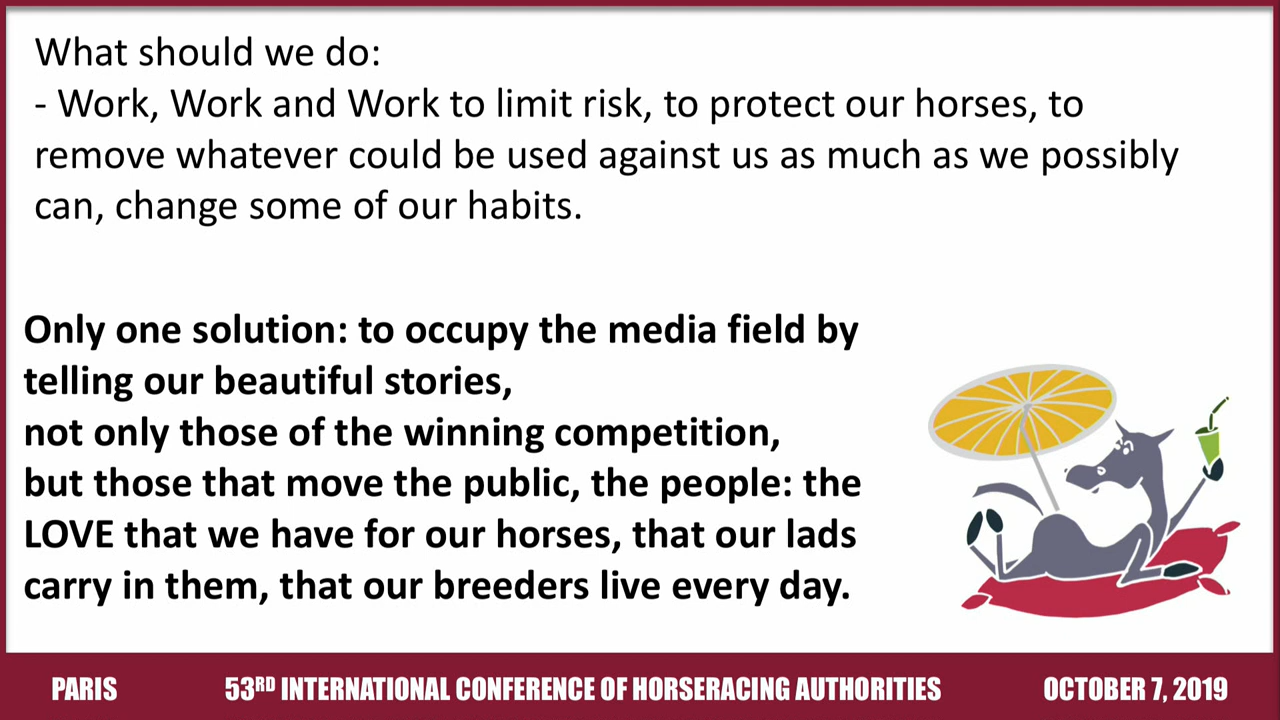 What should we do:
- Work, Work and Work to limit risk, to protect our horses, to
remove whatever could be used against us as much as we possibly
can, change some of our habits.
Only one solution: to occupy the media field by
telling our beautiful stories,
not only those of the winning competition,
but those that move the public, the people: the
LOVE that we have for our horses, that our lads
carry in them, that our breeders live every day.
PARIS 53RD INTERNATIONAL CONFERENCE OF HORSERACING AUTHORITIES OCTOBER 7, 2019